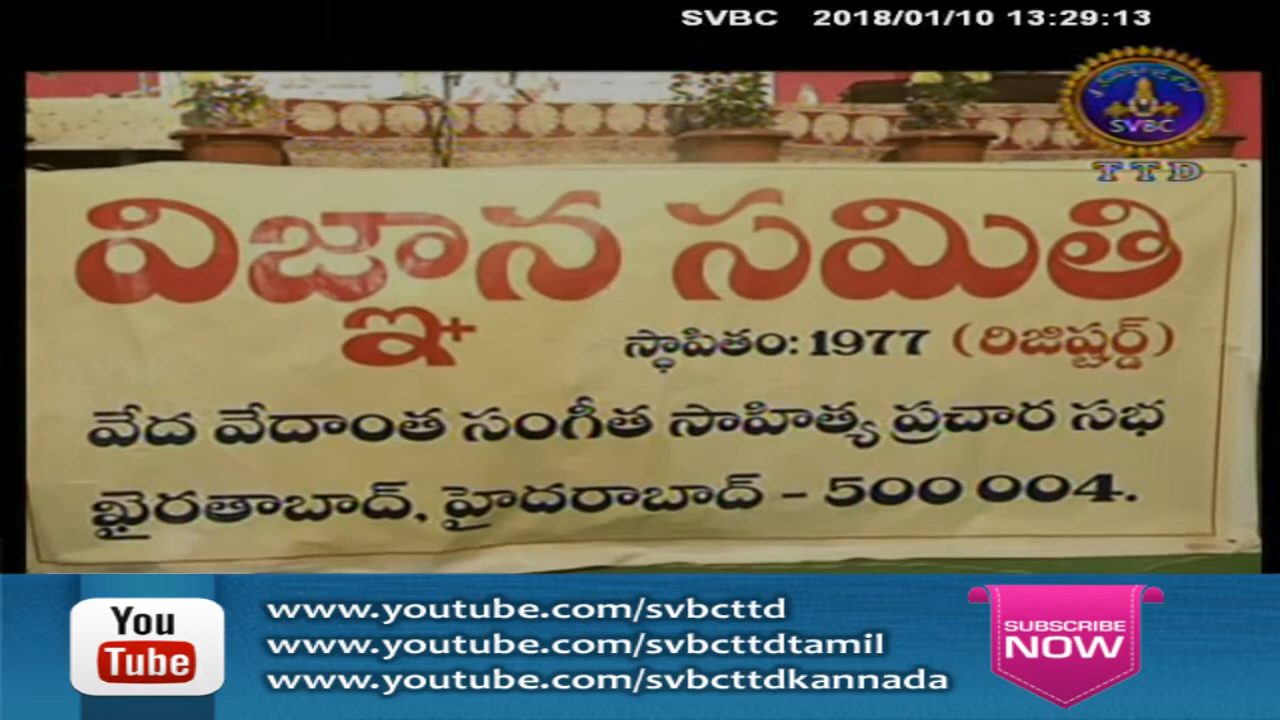 SVBC 2018/01/10 13:29:13
SVBC
TTD
విజ్ఞాన సమితి
స్థాపితం: 1977 (రిజిష్టర్డ్)
వేద వేదాంత సంగీత సాహిత్య ప్రచార సభ
ఖైరతాబాద్, హైదరాబాద్ - 500 004.
You
Tube
www.youtube.com/svbcttd
www.youtube.com/svbcttdtamil
www.youtube.com/svbcttdkannada
SUBSCRIBE
NOW